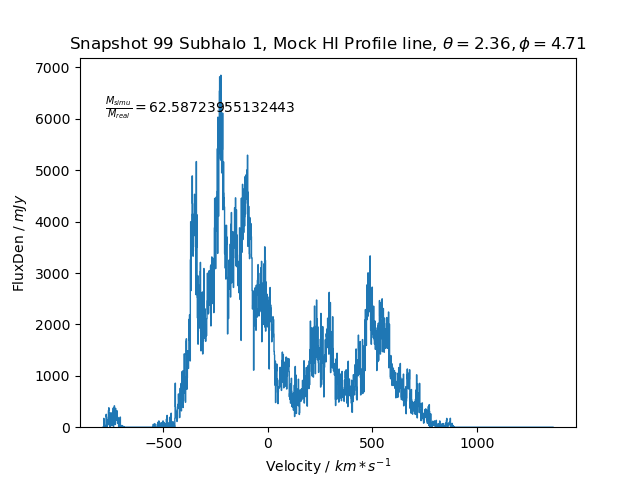 Snapshot 99 Subhalo 1, Mock HI Profile line, θ = 2.36, ϕ = 4.71
7000
M_simu/M_real = 62.58723955132443
6000
5000
4000
3000
2000
1000
0
FluxDen / mJy
−500 0 500 1000
Velocity / km * s⁻¹